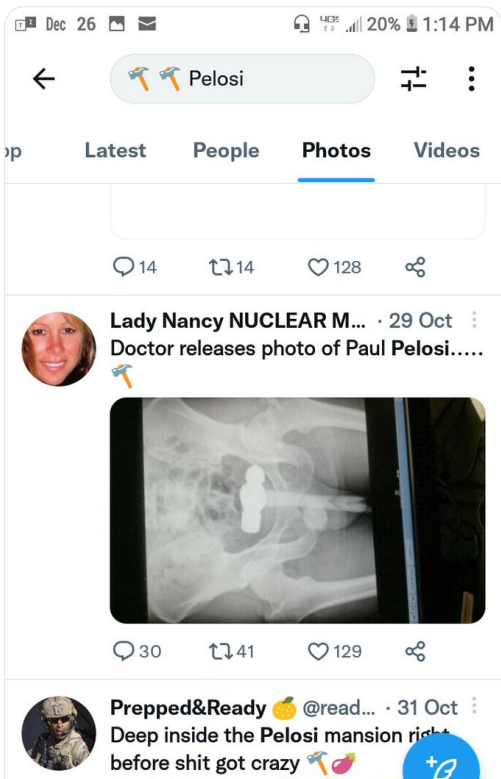 Dec 26 4G 20% 1:14 PM
Pelosi
op Latest People Photos Videos
14 14 128
Lady Nancy NUCLEAR M... · 29 Oct
Doctor releases photo of Paul Pelosi.....
30 41 129
Prepped&Ready @read... · 31 Oct
Deep inside the Pelosi mansion right
before shit got crazy